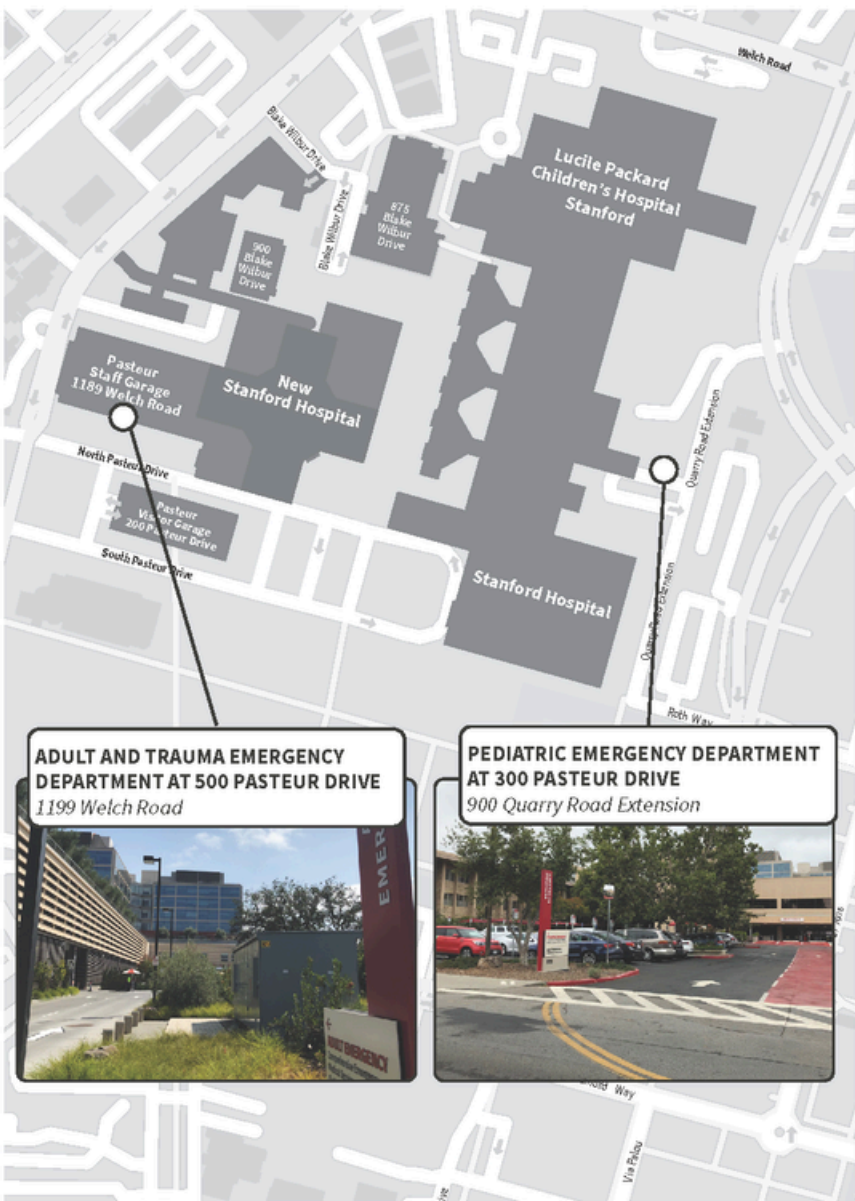 Welch Road
Blake Wilbur Drive
Lucile Packard
Children's Hospital
Stanford
875
Blake
Wilbur
Drive
Blake Wilbur Drive
900
Blake
Wilbur
Drive
Pasteur
Staff Garage
1189 Welch Road
New
Stanford Hospital
Quarry Road Extension
North Pasteur Drive
Pasteur
Visitor Garage
200 Pasteur Drive
South Pasteur Drive
Stanford Hospital
Quarry Road Extension
Roth Way
ADULT AND TRAUMA EMERGENCY
DEPARTMENT AT 500 PASTEUR DRIVE
1199 Welch Road
PEDIATRIC EMERGENCY DEPARTMENT
AT 300 PASTEUR DRIVE
900 Quarry Road Extension
EMER
ADULT EMERGENCY
Way
Via Palou